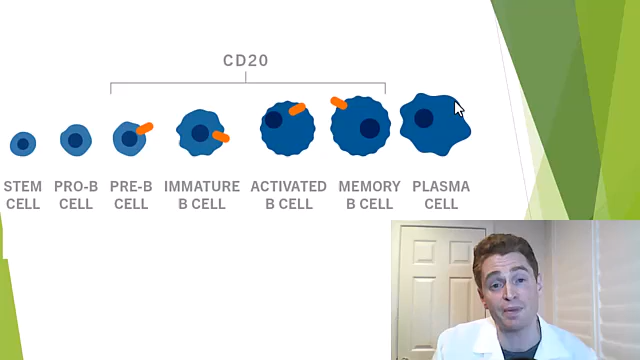 CD20
STEM CELL
PRO-B CELL
PRE-B CELL
IMMATURE B CELL
ACTIVATED B CELL
MEMORY B CELL
PLASMA CELL